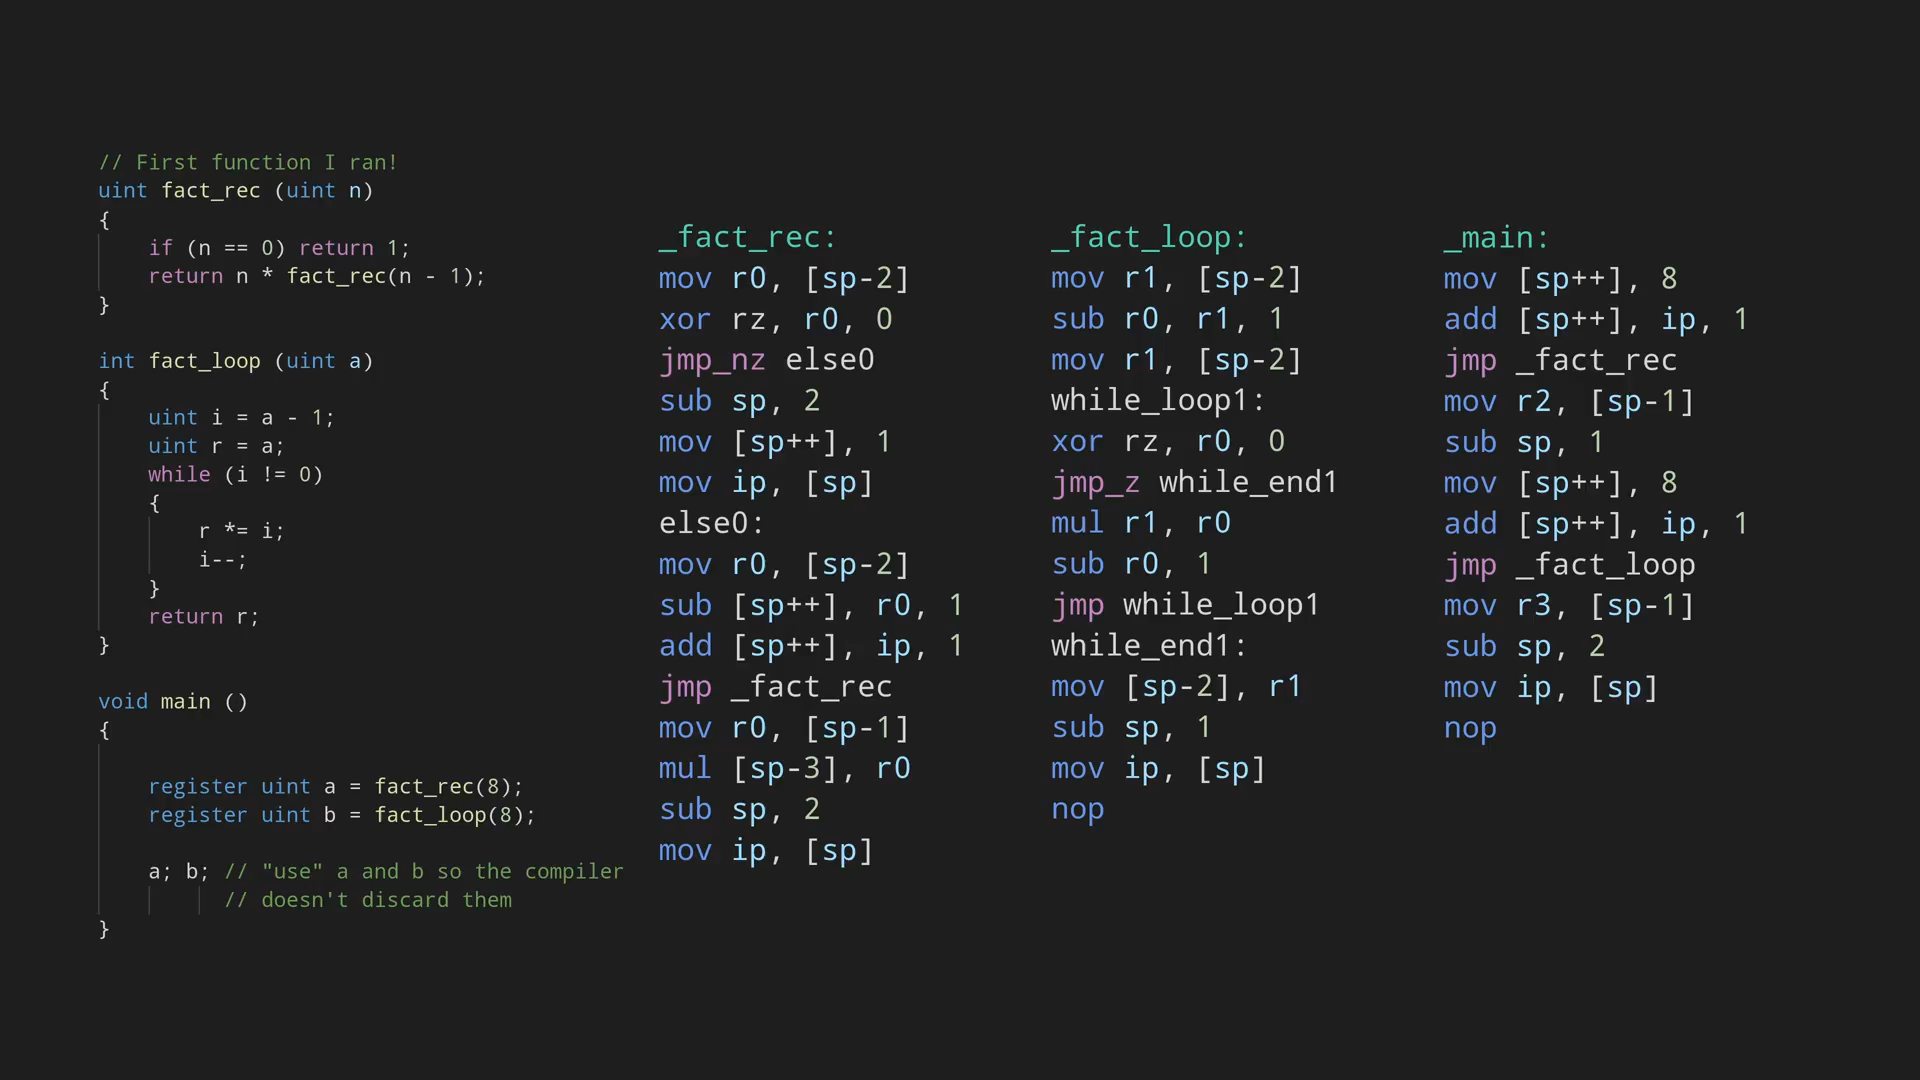 // First function I ran!
uint fact_rec (uint n)
{
if (n == 0) return 1;
return n * fact_rec(n - 1);
}
int fact_loop (uint a)
{
uint i = a - 1;
uint r = a;
while (i != 0)
{
r *= i;
i--;
}
return r;
}
void main ()
{
register uint a = fact_rec(8);
register uint b = fact_loop(8);
a; b; // "use" a and b so the compiler
// doesn't discard them
}
_fact_rec:
mov r0, [sp-2]
xor rz, r0, 0
jmp_nz else0
sub sp, 2
mov [sp++], 1
mov ip, [sp]
else0:
mov r0, [sp-2]
sub [sp++], r0, 1
add [sp++], ip, 1
jmp _fact_rec
mov r0, [sp-1]
mul [sp-3], r0
sub sp, 2
mov ip, [sp]
_fact_loop:
mov r1, [sp-2]
sub r0, r1, 1
mov r1, [sp-2]
while_loop1:
xor rz, r0, 0
jmp_z while_end1
mul r1, r0
sub r0, 1
jmp while_loop1
while_end1:
mov [sp-2], r1
sub sp, 1
mov ip, [sp]
nop
_main:
mov [sp++], 8
add [sp++], ip, 1
jmp _fact_rec
mov r2, [sp-1]
sub sp, 1
mov [sp++], 8
add [sp++], ip, 1
jmp _fact_loop
mov r3, [sp-1]
sub sp, 2
mov ip, [sp]
nop